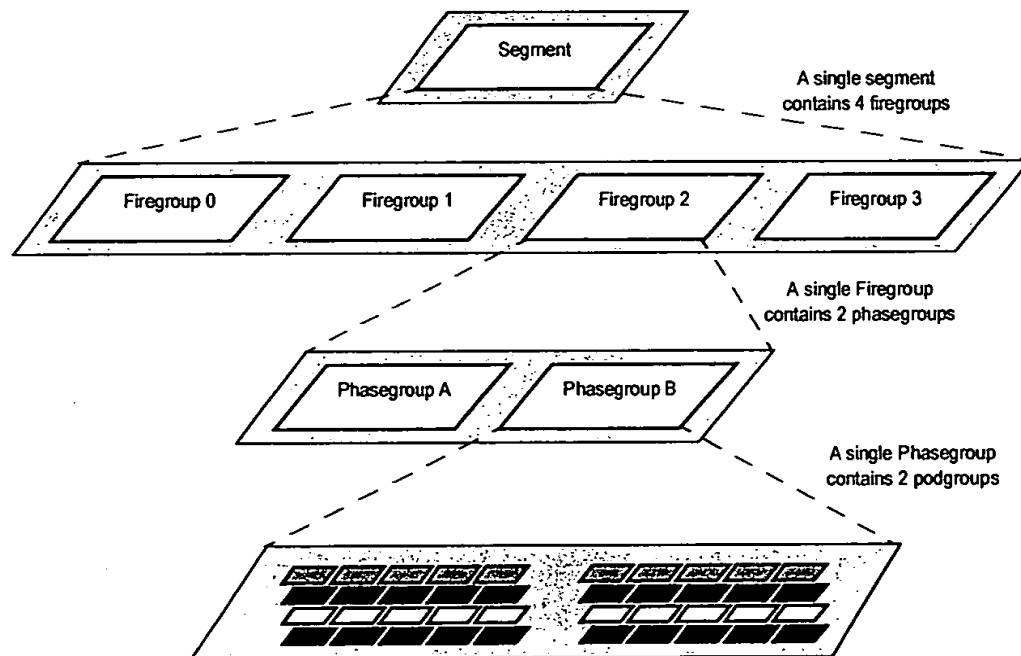 Segment
A single segment
contains 4 firegroups
Firegroup 0
Firegroup 1
Firegroup 2
Firegroup 3
A single Firegroup
contains 2 phasegroups
Phasegroup A
Phasegroup B
A single Phasegroup
contains 2 podgroups